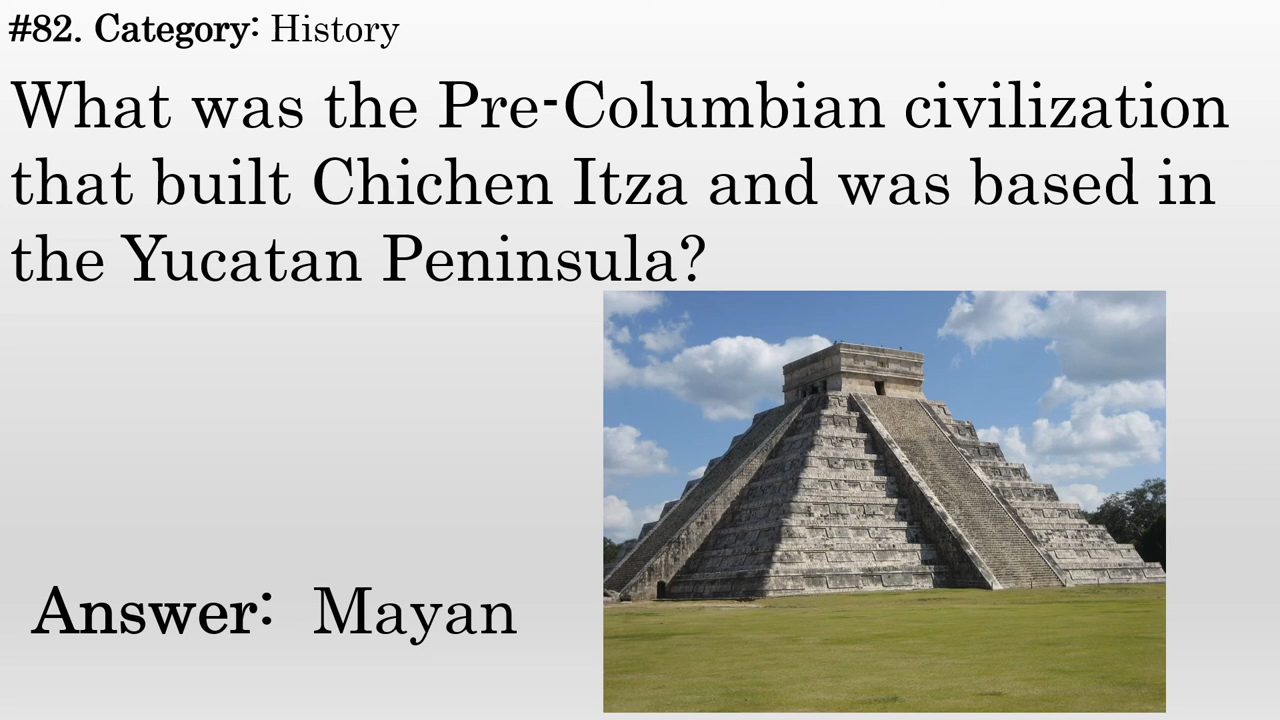 #82. Category: History
What was the Pre-Columbian civilization
that built Chichen Itza and was based in
the Yucatan Peninsula?
Answer: Mayan